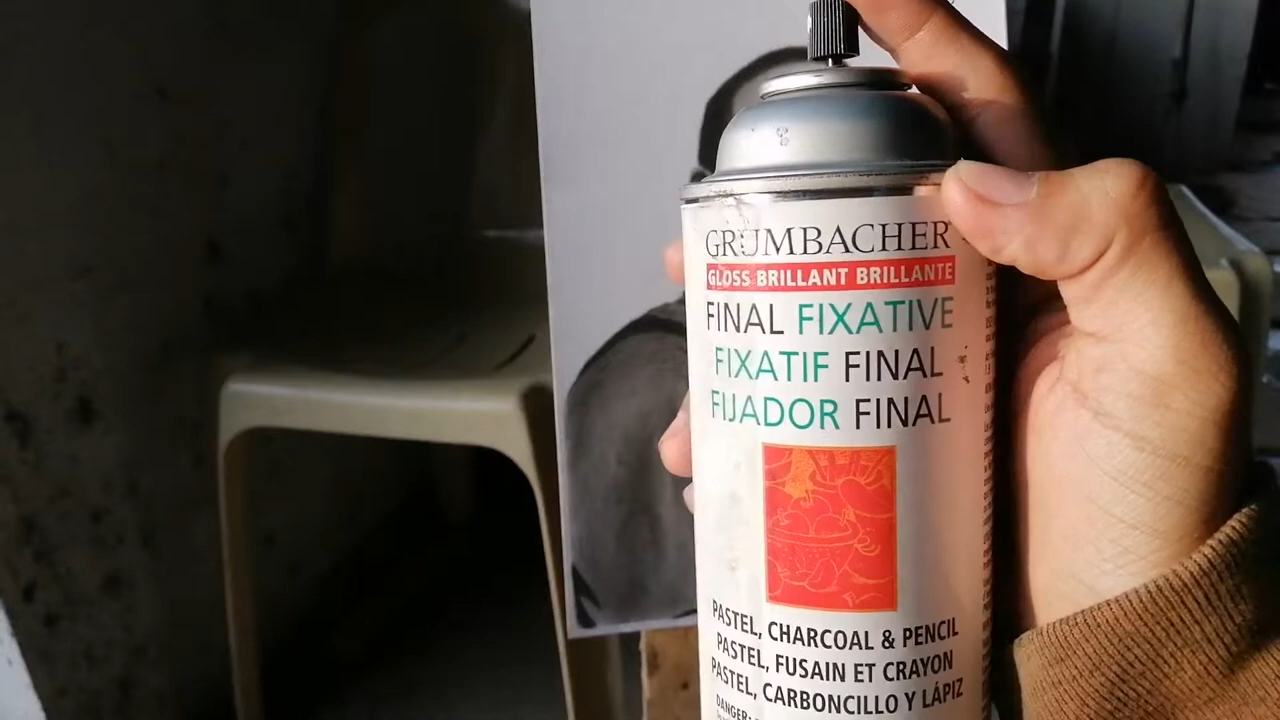 GRUMBACHER
GLOSS BRILLANT BRILLANTE
FINAL FIXATIVE
FIXATIF FINAL
FIJADOR FINAL
PASTEL, CHARCOAL & PENCIL
PASTEL, FUSAIN ET CRAYON
PASTEL, CARBONCILLO Y LÁPIZ
DANGER: